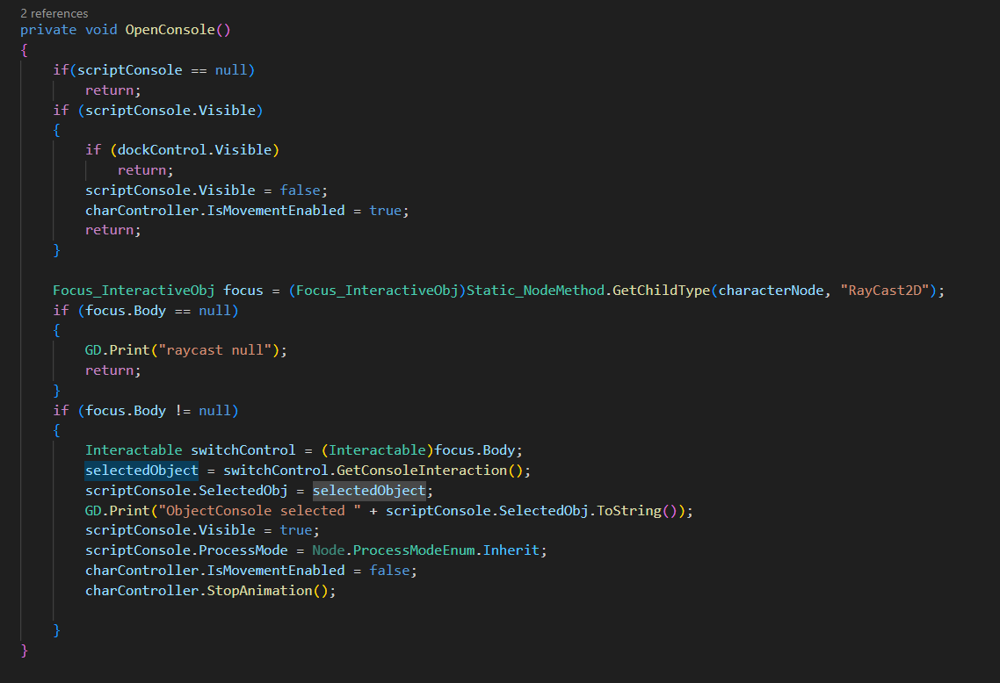 2 references
private void OpenConsole()
{
    if(scriptConsole == null)
        return;
    if (scriptConsole.Visible)
    {
        if (dockControl.Visible)
            return;
        scriptConsole.Visible = false;
        charController.IsMovementEnabled = true;
        return;
    }

    Focus_InteractiveObj focus = (Focus_InteractiveObj)Static_NodeMethod.GetChildType(characterNode, "RayCast2D");
    if (focus.Body == null)
    {
        GD.Print("raycast null");
        return;
    }
    if (focus.Body != null)
    {
        Interactable switchControl = (Interactable)focus.Body;
        selectedObject = switchControl.GetConsoleInteraction();
        scriptConsole.SelectedObj = selectedObject;
        GD.Print("ObjectConsole selected " + scriptConsole.SelectedObj.ToString());
        scriptConsole.Visible = true;
        scriptConsole.ProcessMode = Node.ProcessModeEnum.Inherit;
        charController.IsMovementEnabled = false;
        charController.StopAnimation();

    }
}